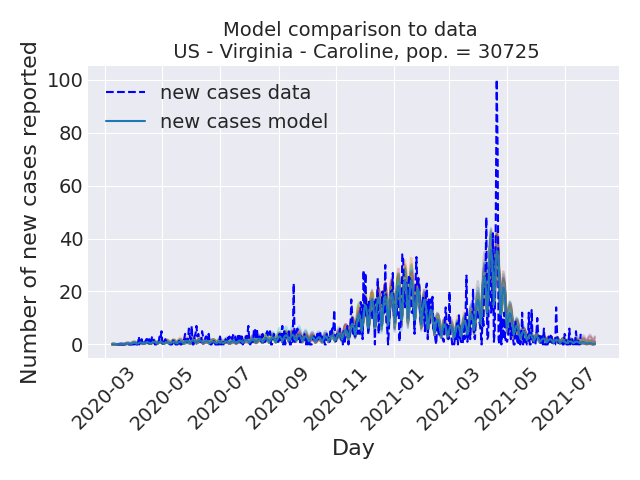 Model comparison to data
US - Virginia - Caroline, pop. = 30725
Number of new cases reported
100
80
60
40
20
0
new cases data
new cases model
2020-03
2020-05
2020-07
2020-09
2020-11
2021-01
2021-03
2021-05
2021-07
Day